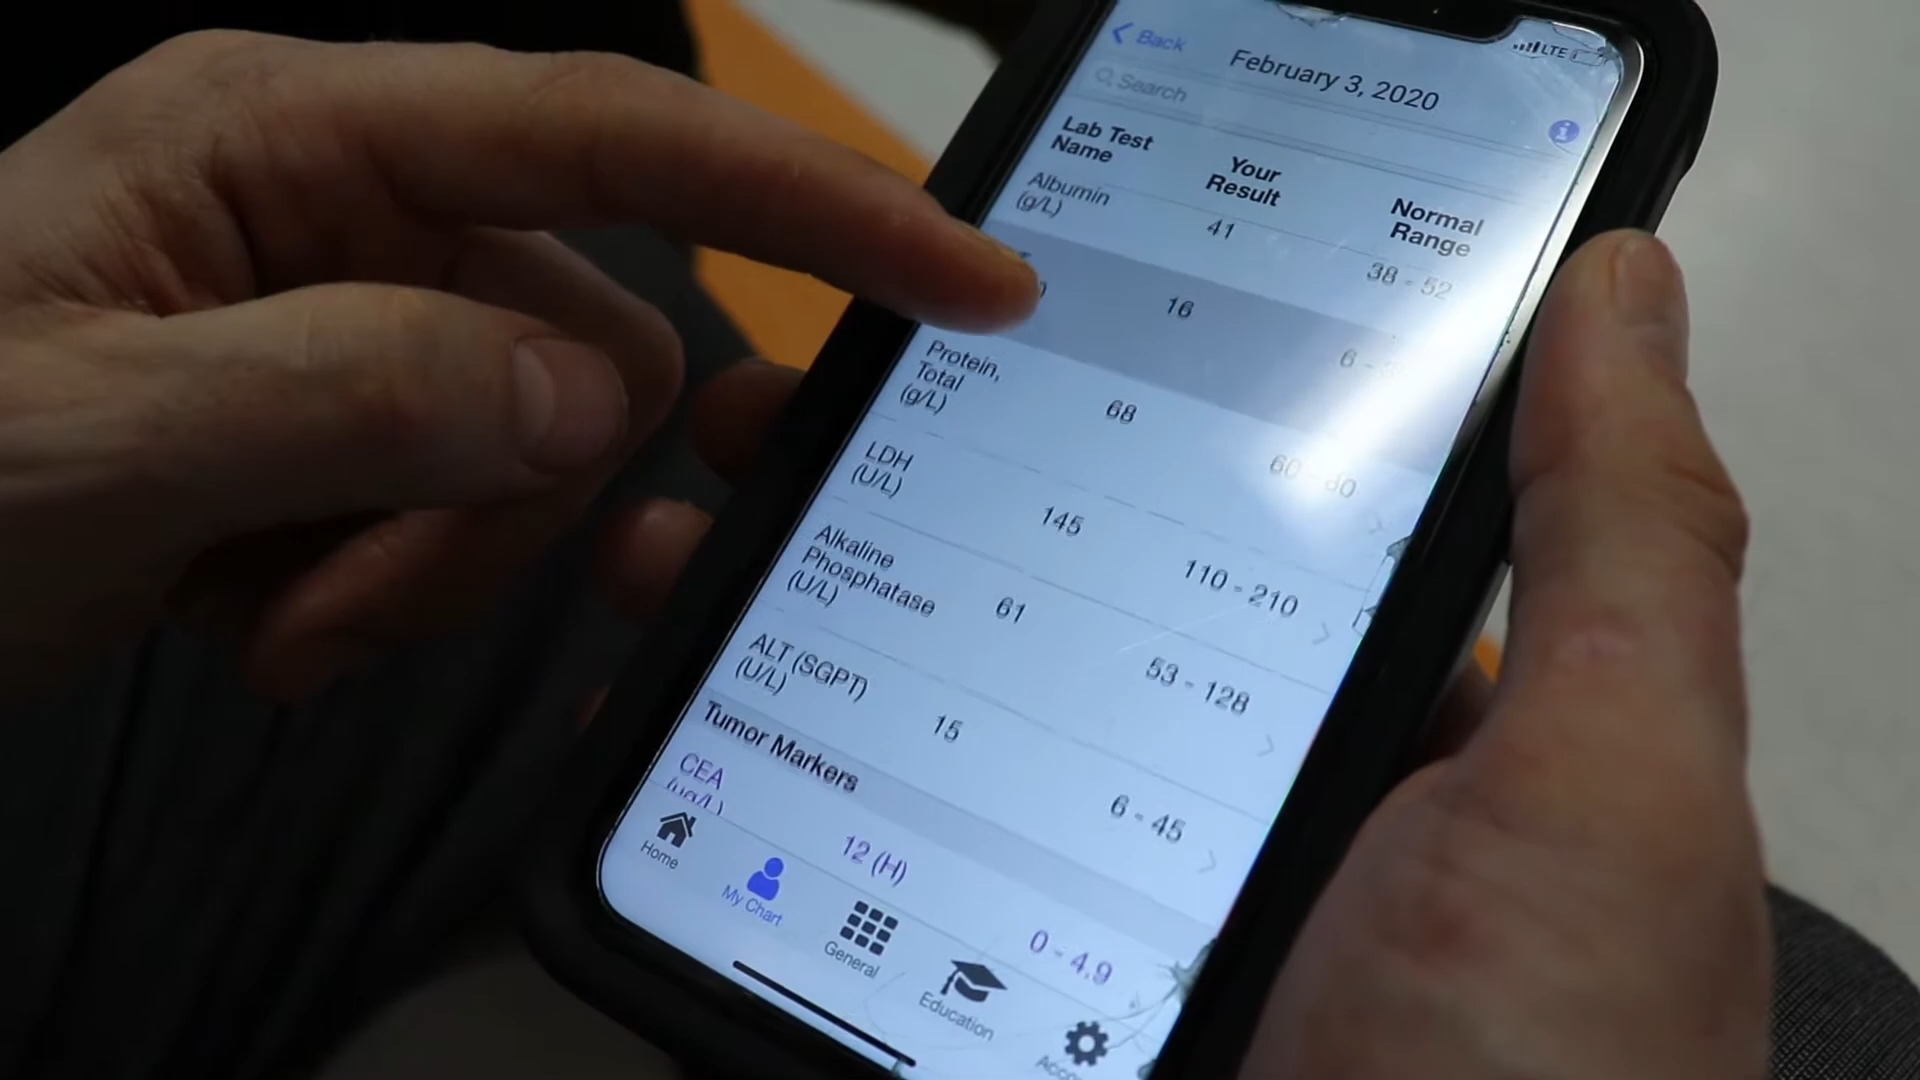 Back
LTE
February 3, 2020
Search
Lab Test
Name
Your
Result
Normal
Range
Albumin
(g/L)
41
38 - 52
16
6 -
Protein,
Total
(g/L)
68
60 - 80
LDH
(U/L)
145
110 - 210
Alkaline
Phosphatase
(U/L)
61
53 - 128
ALT (SGPT)
(U/L)
15
6 - 45
Tumor Markers
CEA
(ug/L)
12 (H)
0 - 4.9
Home
My Chart
General
Education